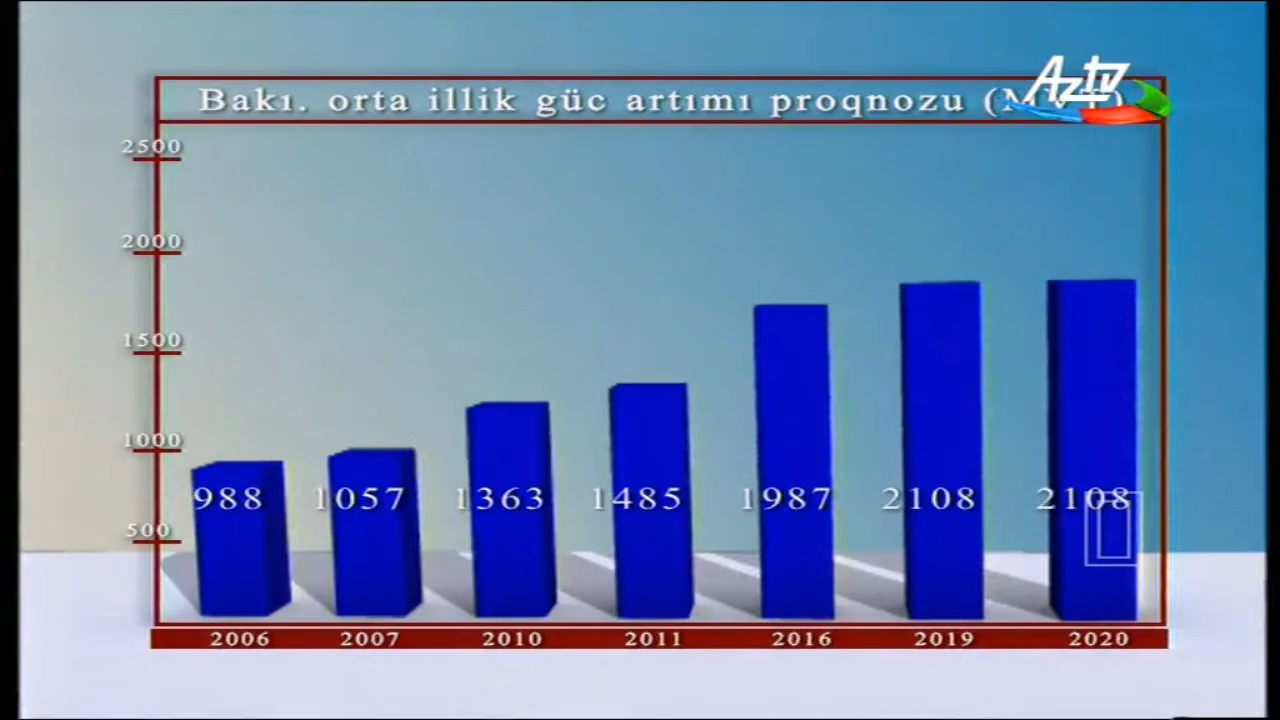 Aztv
Bakı. orta illik güc artımı proqnozu
2500
2000
1500
1000
500
988 1057 1363 1485 1987 2108 2108
2006 2007 2010 2011 2016 2019 2020